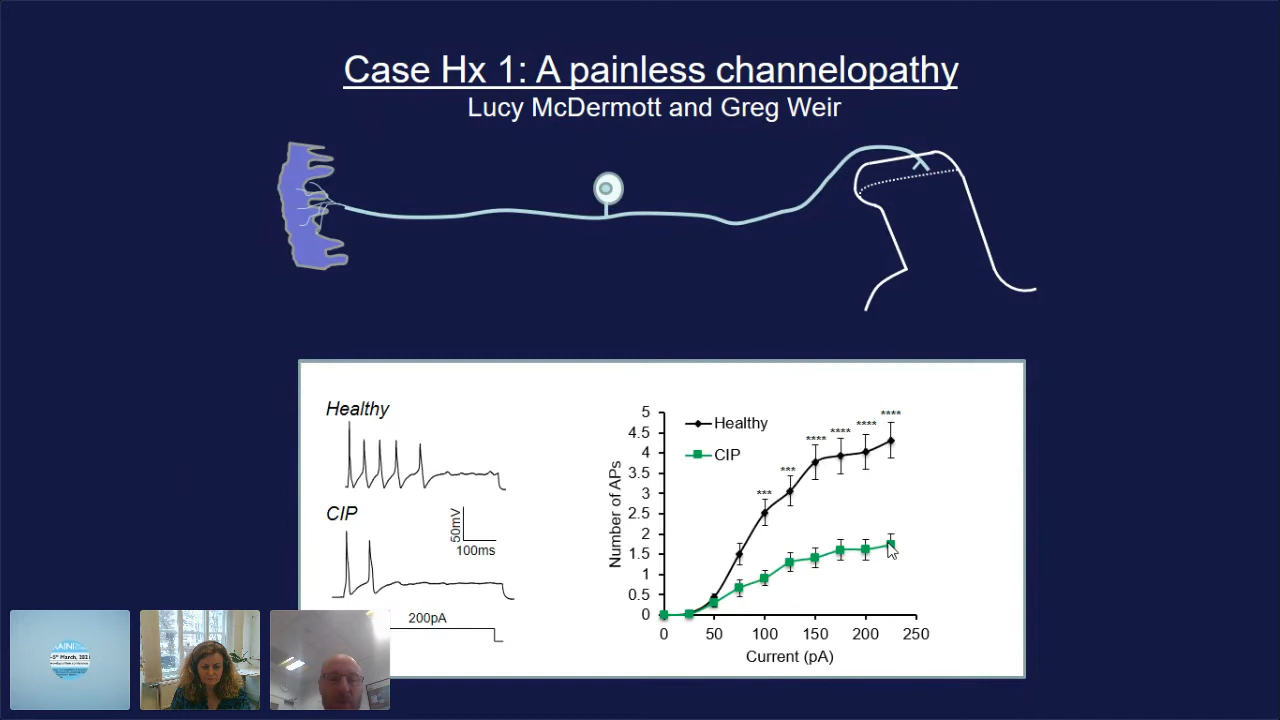 Case Hx 1: A painless channelopathy
Lucy McDermott and Greg Weir
Healthy
CIP
50mV
100ms
200pA
Healthy
CIP
***
***
****
****
****
****
Number of APs
5
4.5
4
3.5
3
2.5
2
1.5
1
0.5
0
0 50 100 150 200 250
Current (pA)